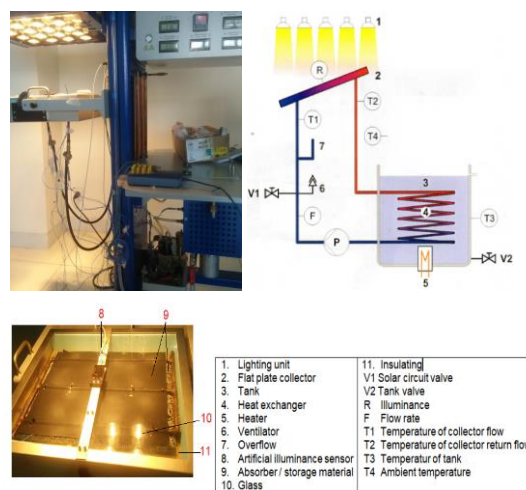 1
R
2
T1
T2
7
T4
6
V1
3
F
4
T3
P
V2
5
8
9
10
11
1. Lighting unit
2. Flat plate collector
3. Tank
4. Heat exchanger
5. Heater
6. Ventilator
7. Overflow
8. Artificial illuminance sensor
9. Absorber / storage material
10. Glass
11. Insulating
V1 Solar circuit valve
V2 Tank valve
R Illuminance
F Flow rate
T1 Temperature of collector flow
T2 Temperature of collector return flow
T3 Temperatur of tank
T4 Ambient temperature